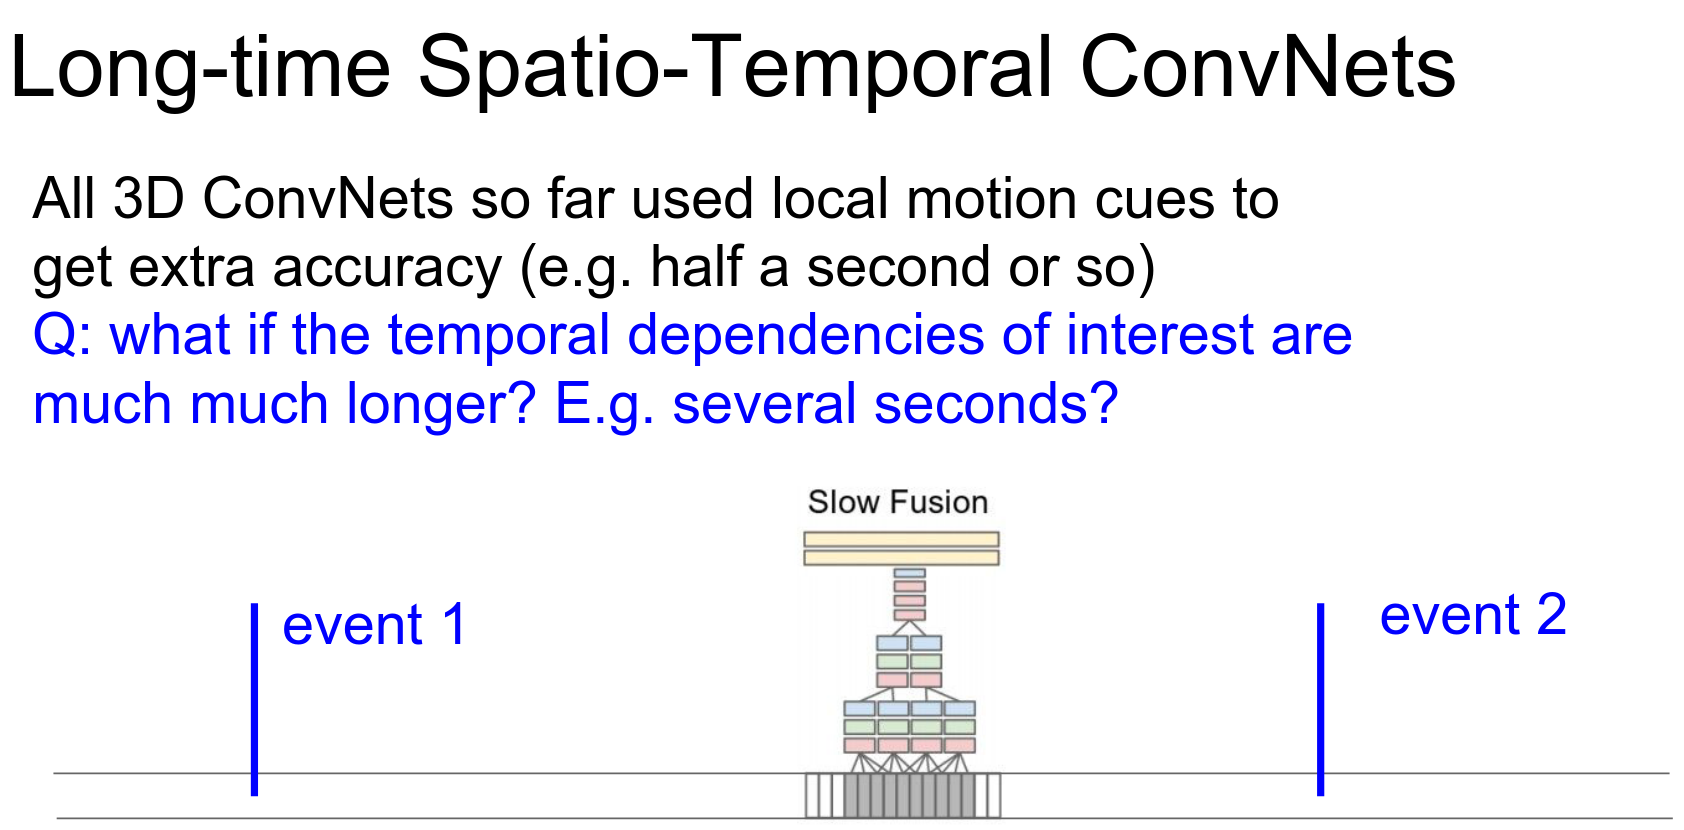 Long-time Spatio-Temporal ConvNets
All 3D ConvNets so far used local motion cues to
get extra accuracy (e.g. half a second or so)
Q: what if the temporal dependencies of interest are
much much longer? E.g. several seconds?
Slow Fusion
event 1
event 2